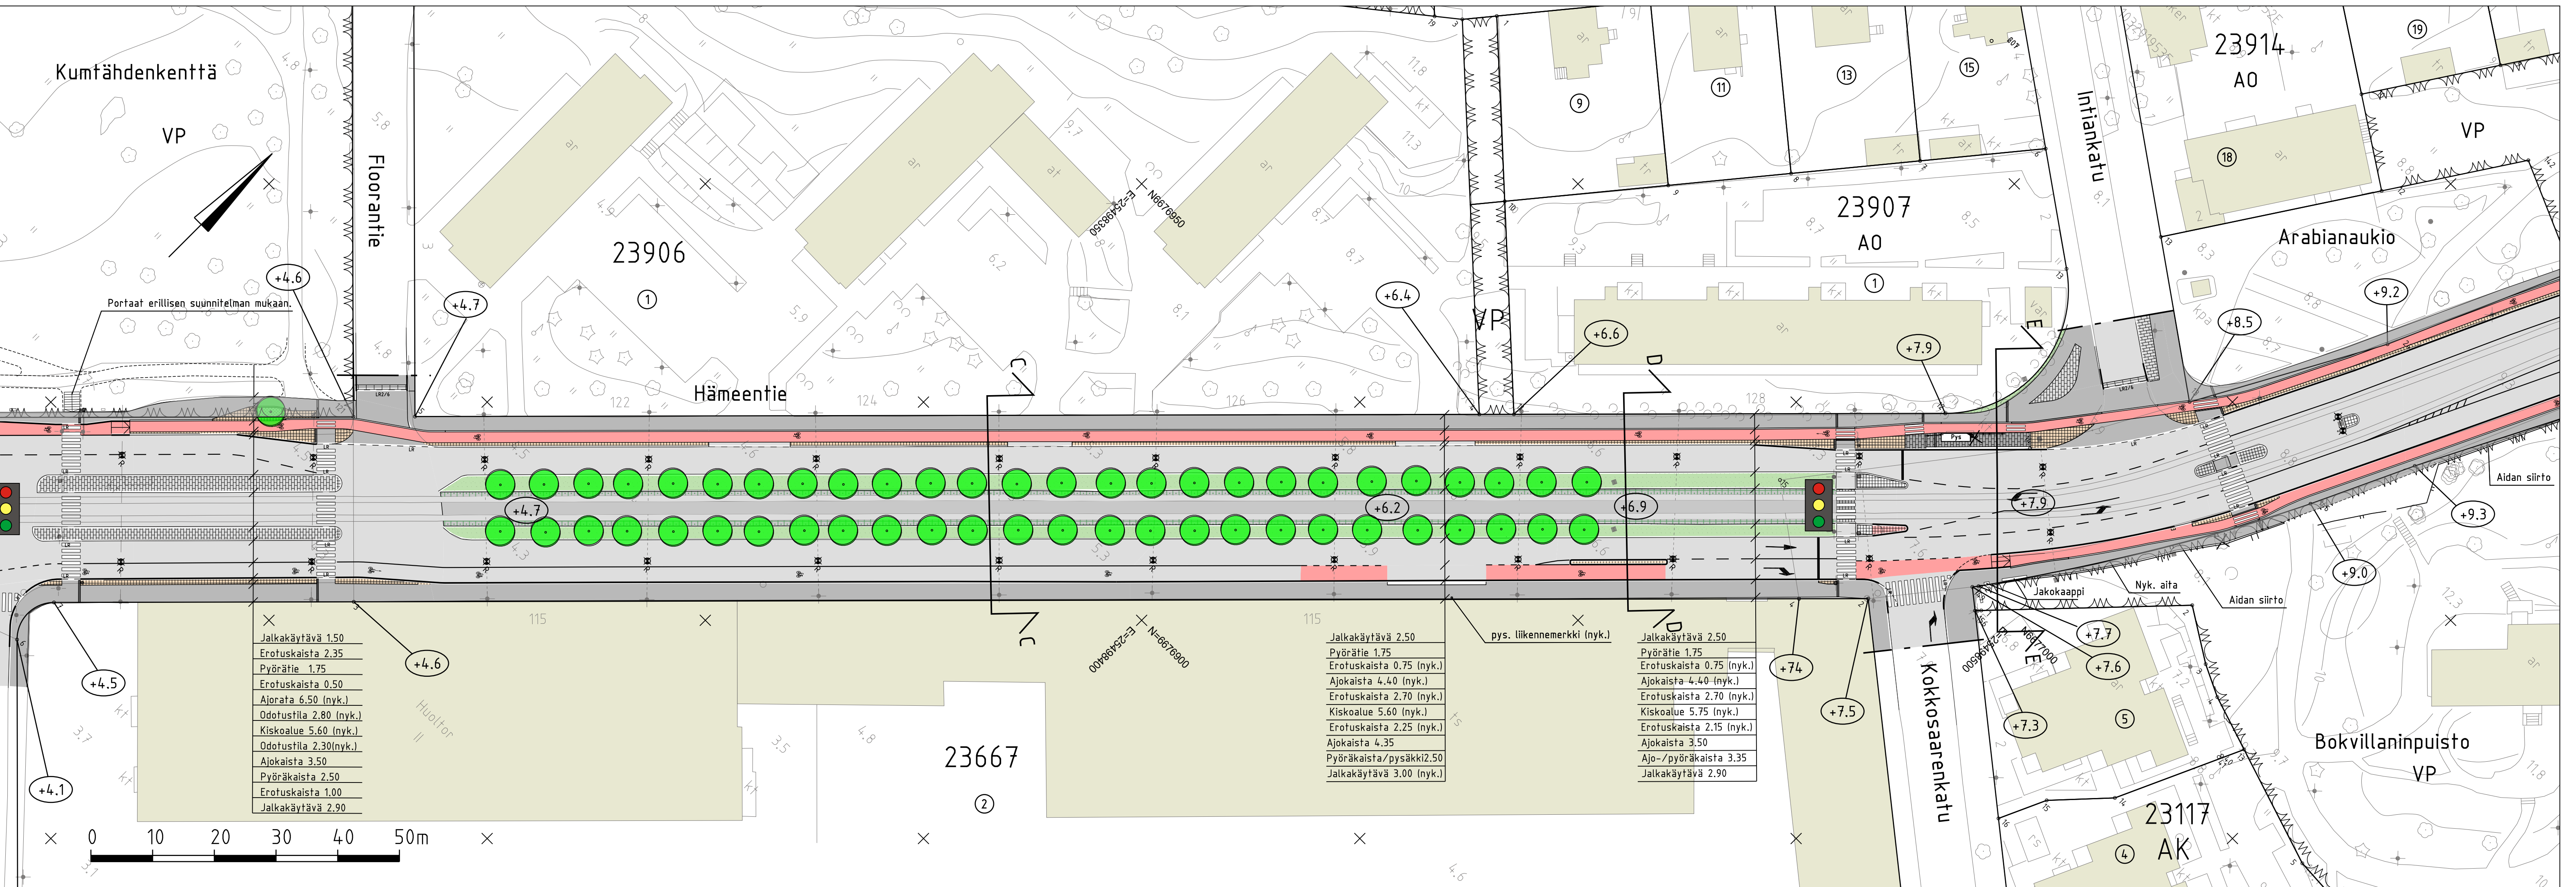 Kumtähdenkenttä
VP
Floorantie
23906
1
Hämeentie
Portaat erillisen suunnitelman mukaan.
+4.6
+4.7
+6.4
+6.6
VP
9
11
13
15
23907
AO
1
Intiankatu
23914
AO
18
19
VP
Arabianaukio
+7.9
+8.5
+9.2
C
D
E
E=25498350
N=6679650
122
124
126
128
LR2/6
LR2/6
Pys
+4.7
+6.2
+6.9
+7.9
Aidan siirto
+9.3
+9.0
Nyk. aita
Jakokaappi
Aidan siirto
+7.7
+7.6
+7.3
+7.5
+74
pys. liikennemerkki (nyk.)
C
D
E
115
115
+4.5
+4.6
+4.1
Jalkakäytävä 1.50
Erotuskaista 2.35
Pyörätie 1.75
Erotuskaista 0.50
Ajorata 6.50 (nyk.)
Odotustila 2.80 (nyk.)
Kiskoalue 5.60 (nyk.)
Odotustila 2.30(nyk.)
Ajokaista 3.50
Pyöräkaista 2.50
Erotuskaista 1.00
Jalkakäytävä 2.90
Jalkakäytävä 2.50
Pyörätie 1.75
Erotuskaista 0.75 (nyk.)
Ajokaista 4.40 (nyk.)
Erotuskaista 2.70 (nyk.)
Kiskoalue 5.60 (nyk.)
Erotuskaista 2.25 (nyk.)
Ajokaista 4.35
Pyöräkaista/pysäkki2.50
Jalkakäytävä 3.00 (nyk.)
Jalkakäytävä 2.50
Pyörätie 1.75
Erotuskaista 0.75 (nyk.)
Ajokaista 4.40 (nyk.)
Erotuskaista 2.70 (nyk.)
Kiskoalue 5.75 (nyk.)
Erotuskaista 2.15 (nyk.)
Ajokaista 3.50
Ajo-/pyöräkaista 3.35
Jalkakäytävä 2.90
E=25498400
N=6679900
Huoltor
II
23667
2
Kokkosaarenkatu
5
23117
AK
4
Bokvillaninpuisto
VP
0 10 20 30 40 50m